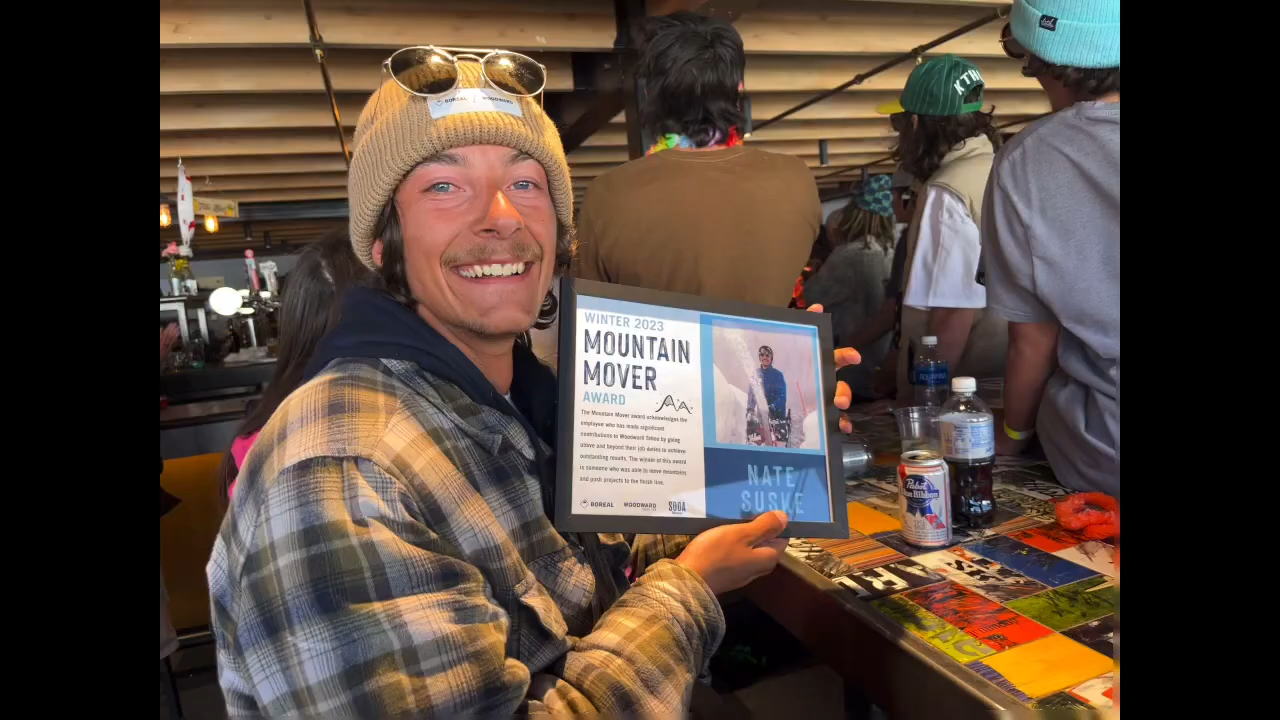 BOREAL WOODWARD
KTH
WINTER 2023
MOUNTAIN
MOVER
AWARD
The Mountain Mover award acknowledges the
employee who has made significant
contributions to Woodward Tahoe by going
above and beyond their job duties to achieve
outstanding results. The winner of this award
is someone who was able to move mountains
and push projects to the finish line.
BOREAL WOODWARD SODA
NATE
SUSKE
AQUAFINA
Pabst
Blue Ribbon